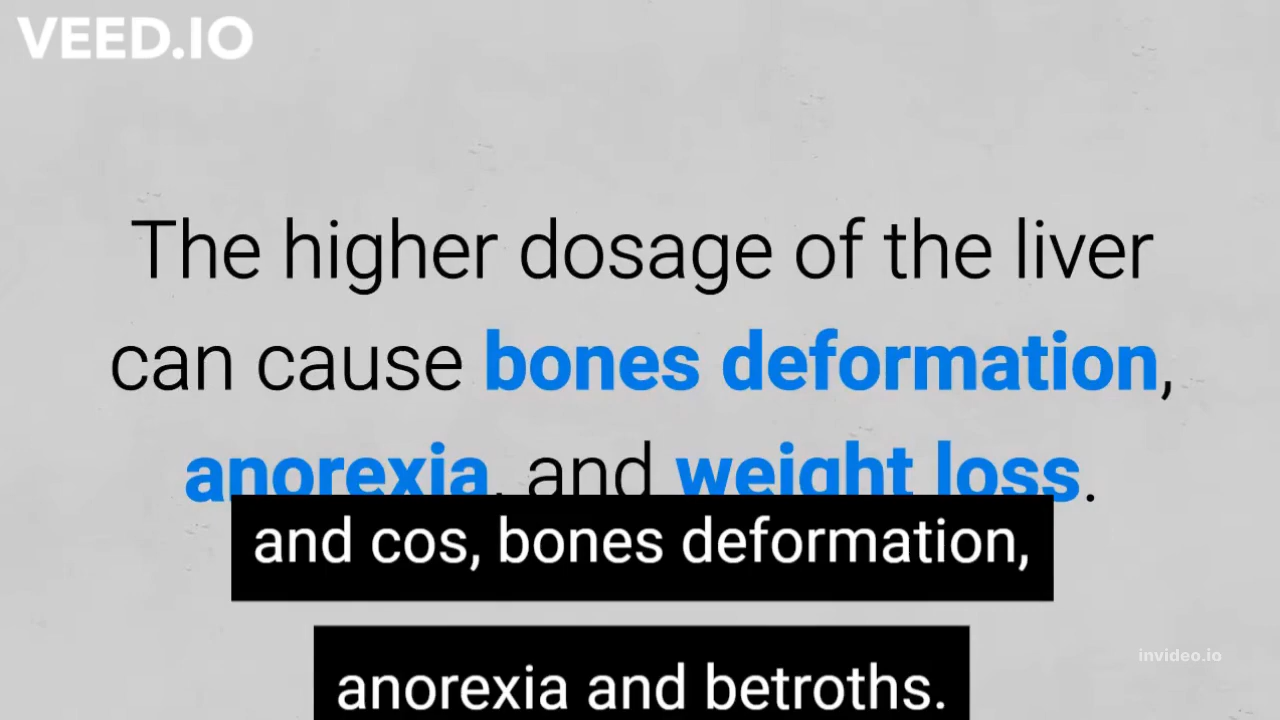 VEED.IO
The higher dosage of the liver
can cause bones deformation,
anorexia, and weight loss.
and cos, bones deformation,
invideo.io
anorexia and betroths.